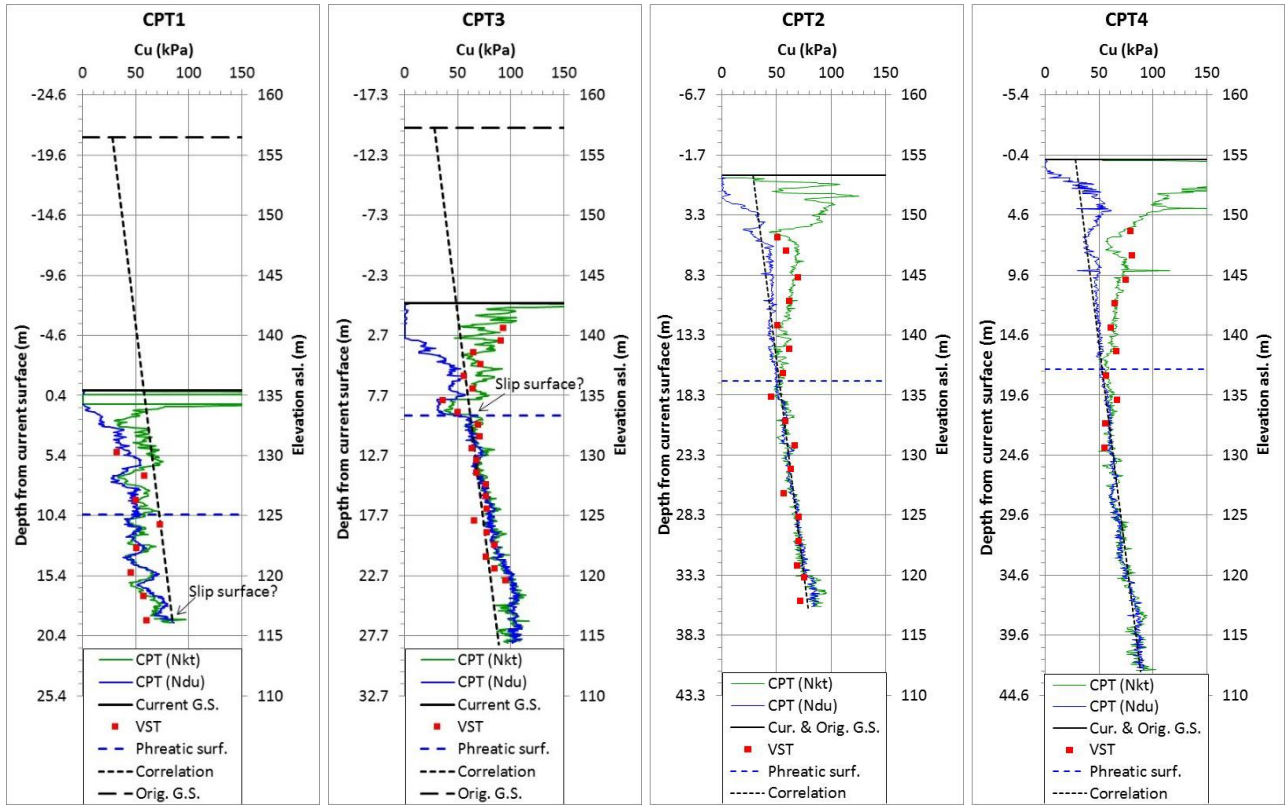 CPT1
Cu (kPa)
0 50 100 150
-24.6 160
-19.6 155
-14.6 150
-9.6 145
-4.6 140
0.4 135
5.4 130
10.4 125
15.4 120
20.4 115
25.4 110
Depth from current surface (m)
Elevation asl. (m)
Slip surface?
CPT (Nkt)
CPT (Ndu)
Current G.S.
VST
Phreatic surf.
Correlation
Orig. G.S.
CPT3
Cu (kPa)
0 50 100 150
-17.3 160
-12.3 155
-7.3 150
-2.3 145
2.7 140
7.7 135
12.7 130
17.7 125
22.7 120
27.7 115
32.7 110
Depth from current surface (m)
Elevation asl. (m)
Slip surface?
CPT (Nkt)
CPT (Ndu)
Current G.S.
VST
Phreatic surf.
Correlation
Orig. G.S.
CPT2
Cu (kPa)
0 50 100 150
-6.7 160
-1.7 155
3.3 150
8.3 145
13.3 140
18.3 135
23.3 130
28.3 125
33.3 120
38.3 115
43.3 110
Depth from current surface (m)
Elevation asl. (m)
CPT (Nkt)
CPT (Ndu)
Cur. & Orig. G.S.
VST
Phreatic surf.
Correlation
CPT4
Cu (kPa)
0 50 100 150
-5.4 160
-0.4 155
4.6 150
9.6 145
14.6 140
19.6 135
24.6 130
29.6 125
34.6 120
39.6 115
44.6 110
Depth from current surface (m)
Elevation asl. (m)
CPT (Nkt)
CPT (Ndu)
Cur. & Orig. G.S.
VST
Phreatic surf.
Correlation